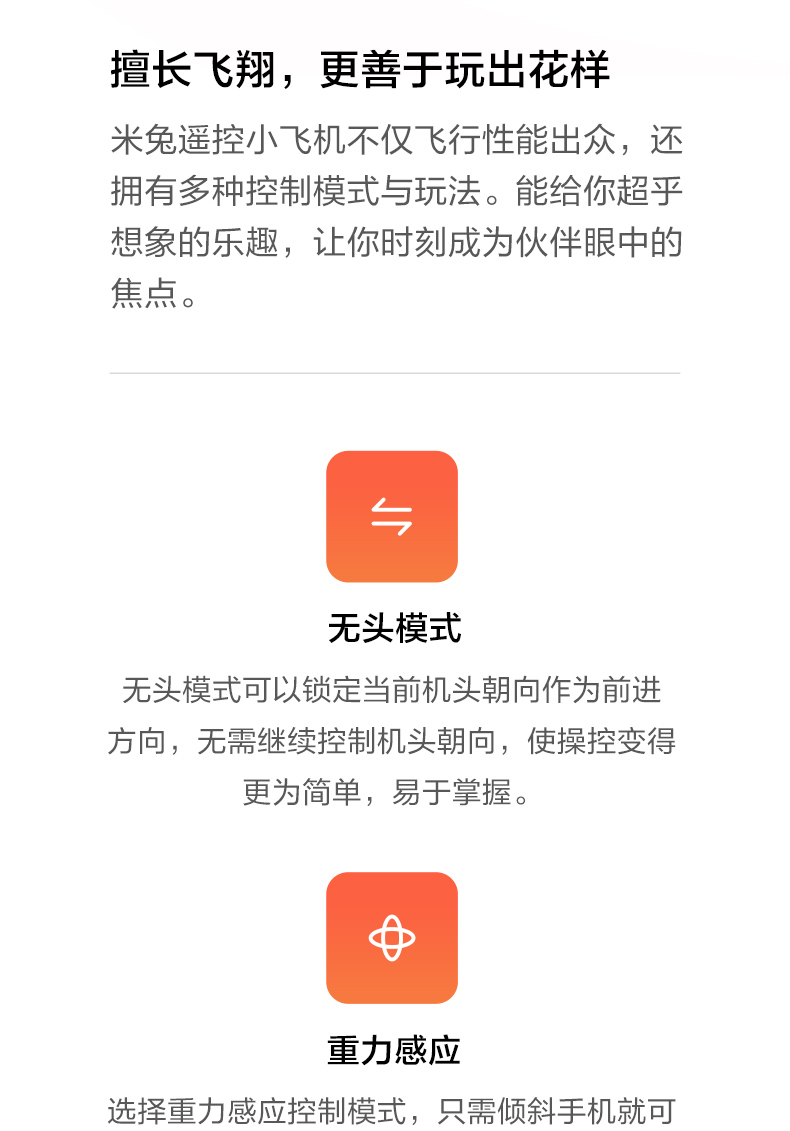 擅长飞翔，更善于玩出花样
米兔遥控小飞机不仅飞行性能出众，还
拥有多种控制模式与玩法。能给你超乎
想象的乐趣，让你时刻成为伙伴眼中的
焦点。
无头模式
无头模式可以锁定当前机头朝向作为前进
方向，无需继续控制机头朝向，使操控变得
更为简单，易于掌握。
重力感应
选择重力感应控制模式，只需倾斜手机就可